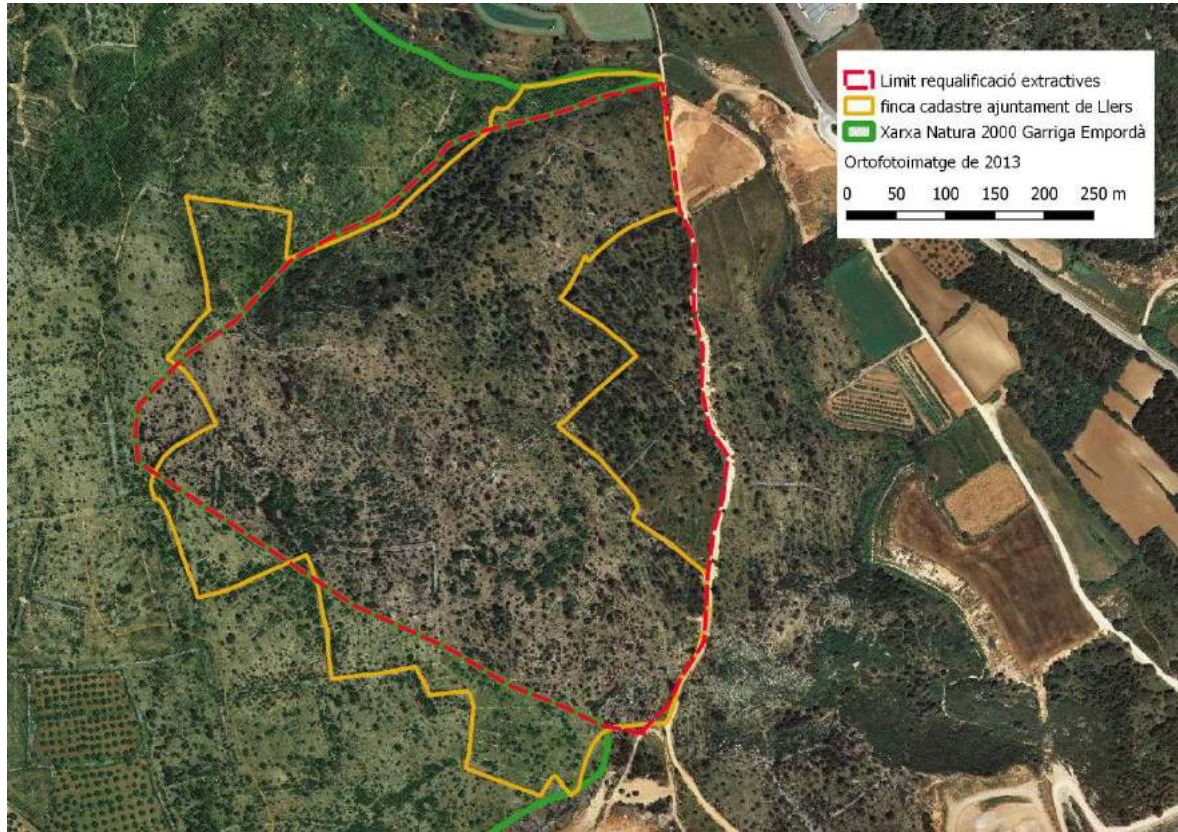 Limit requalificació extractives
finca cadastre ajuntament de Llers
Xarxa Natura 2000 Garriga Empordà
Ortofotoimatge de 2013
0 50 100 150 200 250 m